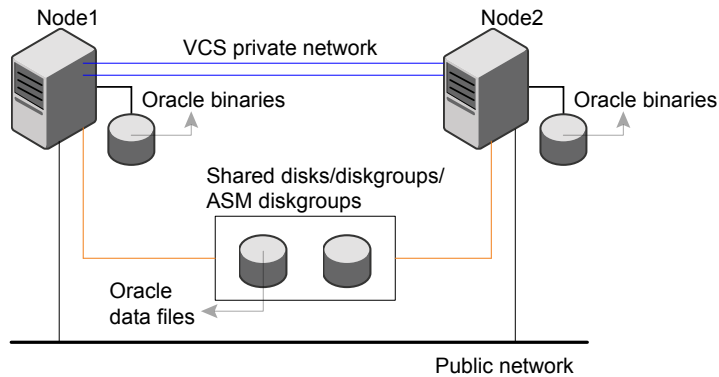 Node1
Node2
VCS private network
Oracle binaries
Oracle binaries
Shared disks/diskgroups/
ASM diskgroups
Oracle
data files
Public network